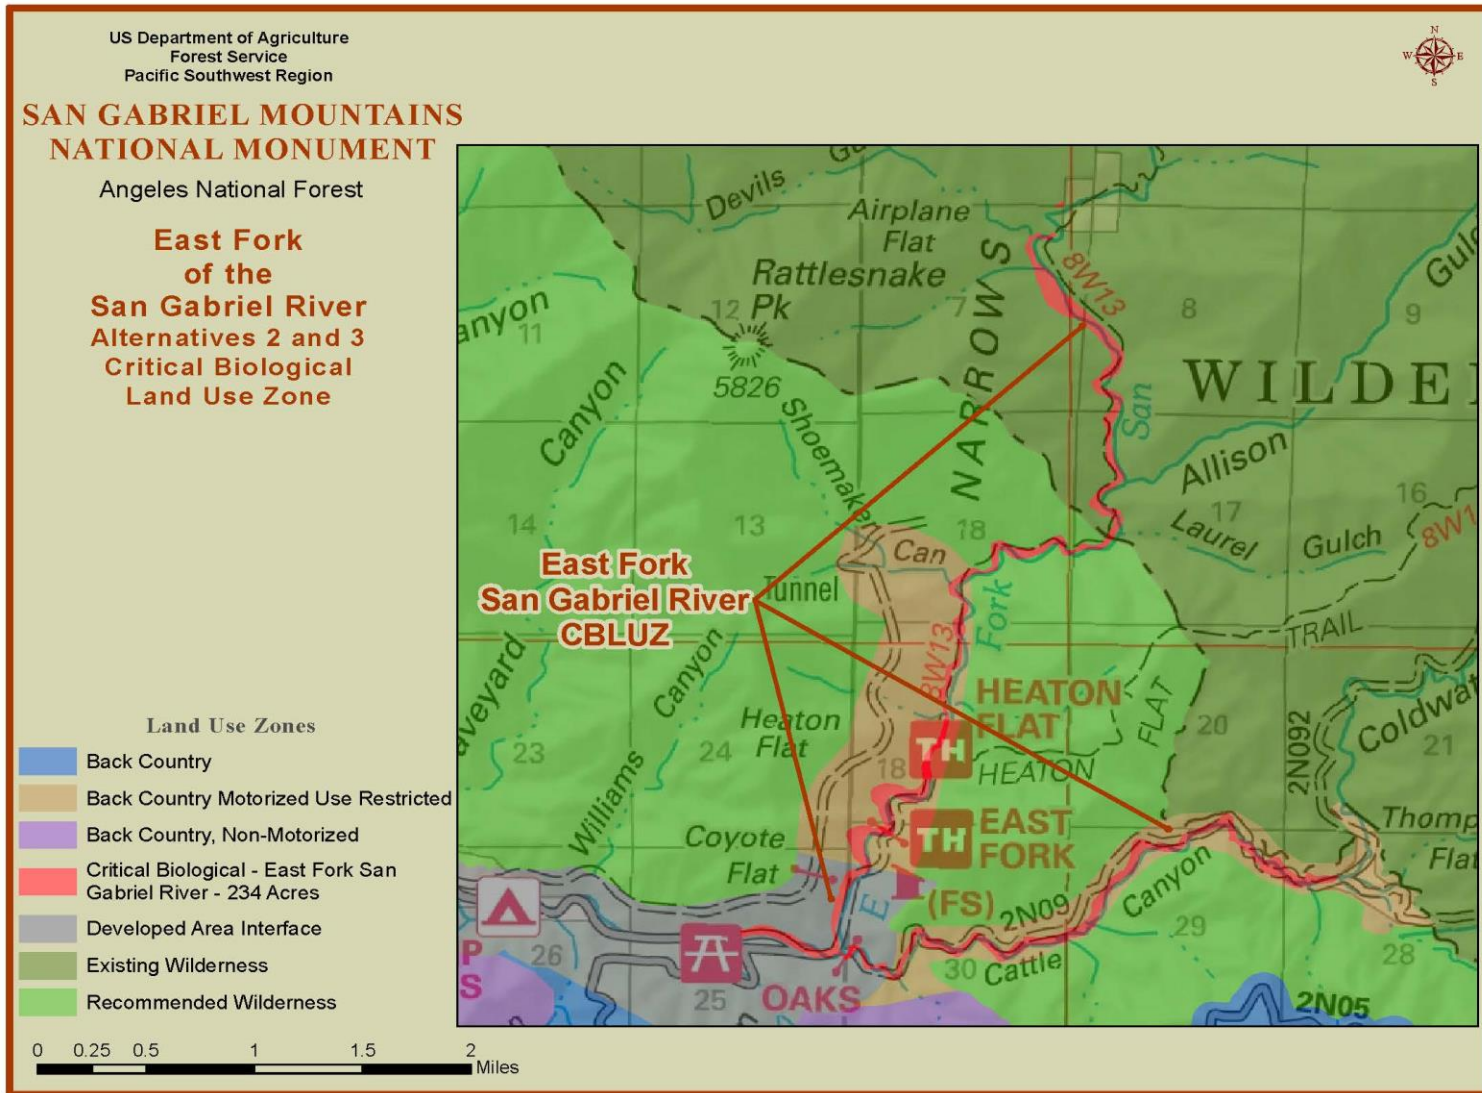 US Department of Agriculture
Forest Service
Pacific Southwest Region
SAN GABRIEL MOUNTAINS
NATIONAL MONUMENT
Angeles National Forest
East Fork
of the
San Gabriel River
Alternatives 2 and 3
Critical Biological
Land Use Zone
N
W E
S
Devils Gu
Airplane
Flat
Rattlesnake
Pk
5826
12
7
8
9
11
anyon
Canyon
NARROWS
8W13
San
WILDE
Gulc
Allison
Shoemaker
Can
14
13
18
17
16
Laurel Gulch
8W1
East Fork
San Gabriel River
CBLUZ
Tunnel
Fork
8W13
TRAIL
aveyard
Canyon
Williams
23
24
Heaton
Flat
HEATON
FLAT
TH
18
HEATON
FLAT
20
2N092
Coldwat
21
Coyote
Flat
TH
EAST
FORK
Thomp
Flat
E
(FS)
2N09
Canyon
Cattle
29
28
26
P
S
25
OAKS
30
2N05
Land Use Zones
Back Country
Back Country Motorized Use Restricted
Back Country, Non-Motorized
Critical Biological - East Fork San
Gabriel River - 234 Acres
Developed Area Interface
Existing Wilderness
Recommended Wilderness
0 0.25 0.5 1 1.5 2
Miles